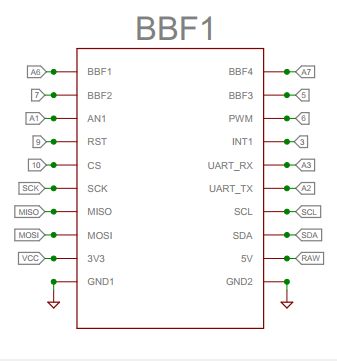 BBF1
A6 BBF1 BBF4 A7
7 BBF2 BBF3 5
A1 AN1 PWM 6
9 RST INT1 3
10 CS UART_RX A3
SCK SCK UART_TX A2
MISO MISO SCL SCL
MOSI MOSI SDA SDA
VCC 3V3 5V RAW
GND1 GND2